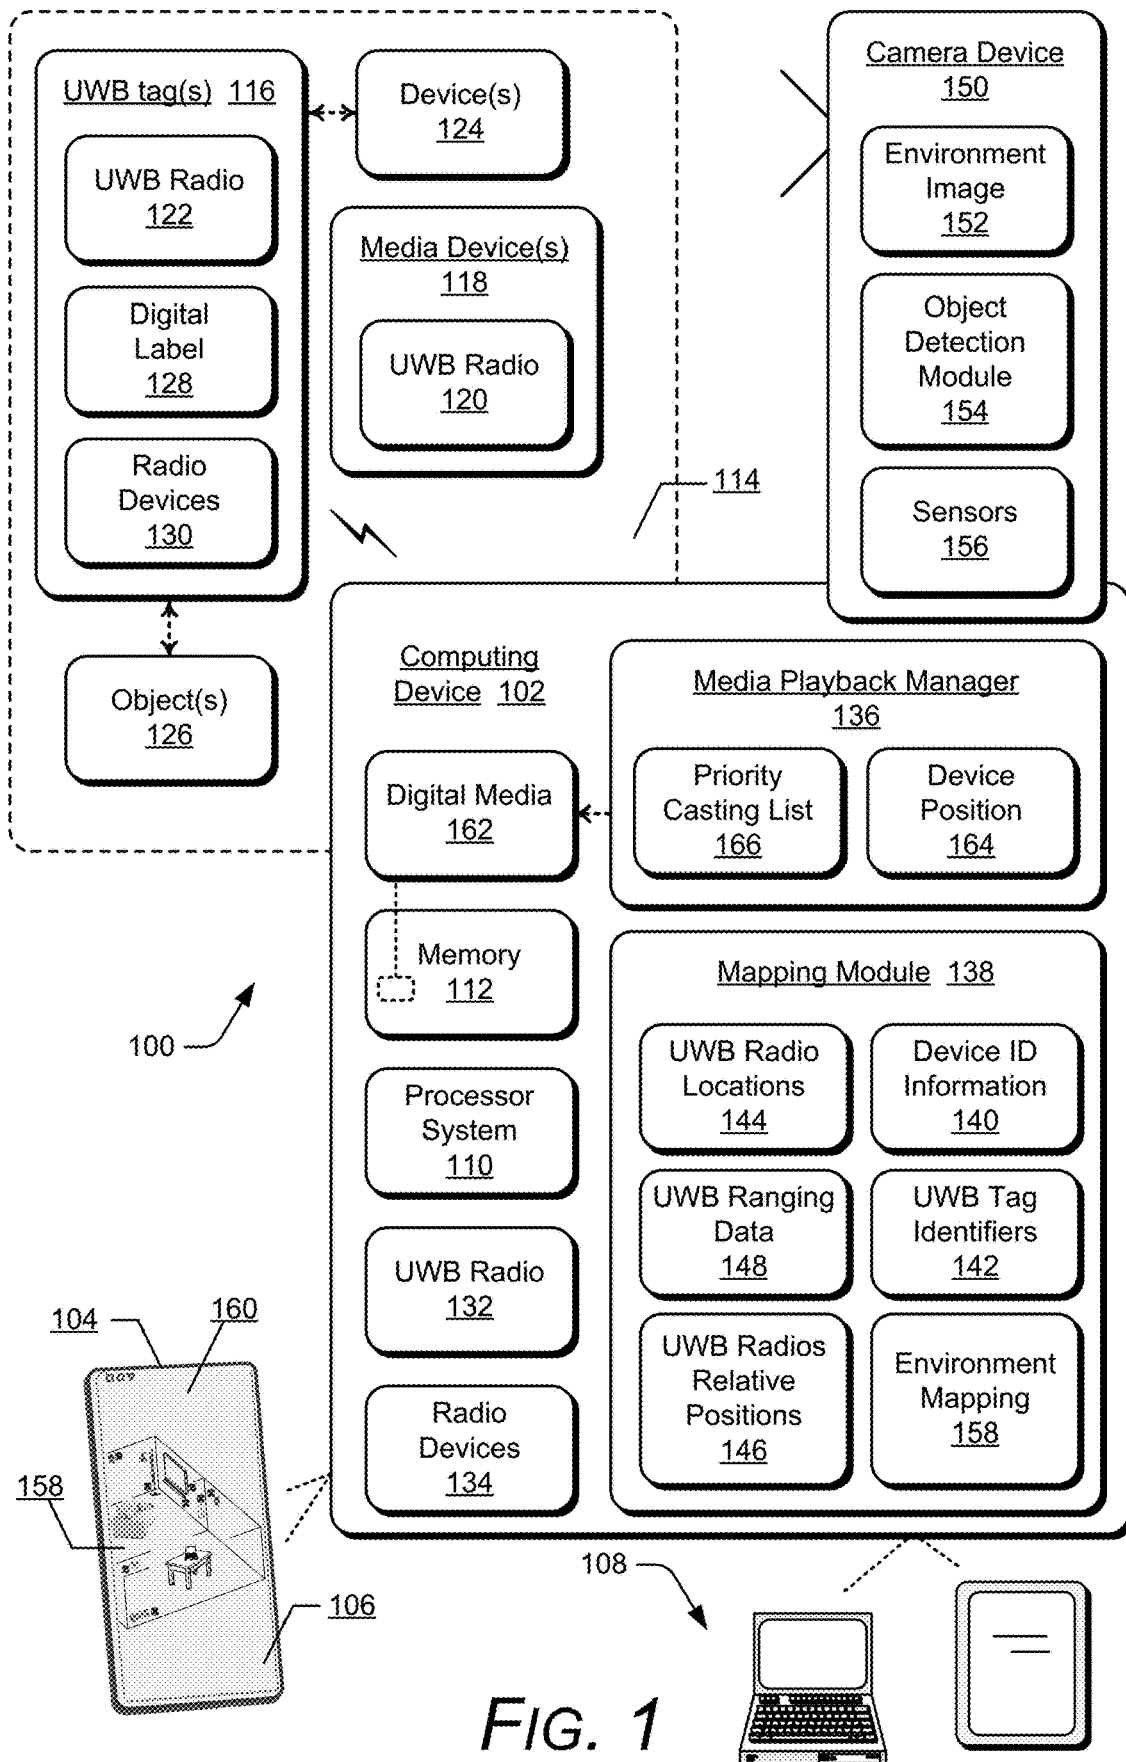 UWB tag(s) 116
UWB Radio
122
Digital
Label
128
Radio
Devices
130
Device(s)
124
Media Device(s)
118
UWB Radio
120
Object(s)
126
114
Camera Device
150
Environment
Image
152
Object
Detection
Module
154
Sensors
156
Computing
Device 102
Digital Media
162
Memory
112
Processor
System
110
UWB Radio
132
Radio
Devices
134
Media Playback Manager
136
Priority
Casting List
166
Device
Position
164
Mapping Module 138
UWB Radio
Locations
144
Device ID
Information
140
UWB Ranging
Data
148
UWB Tag
Identifiers
142
UWB Radios
Relative
Positions
146
Environment
Mapping
158
100
104
160
158
106
108
FIG. 1